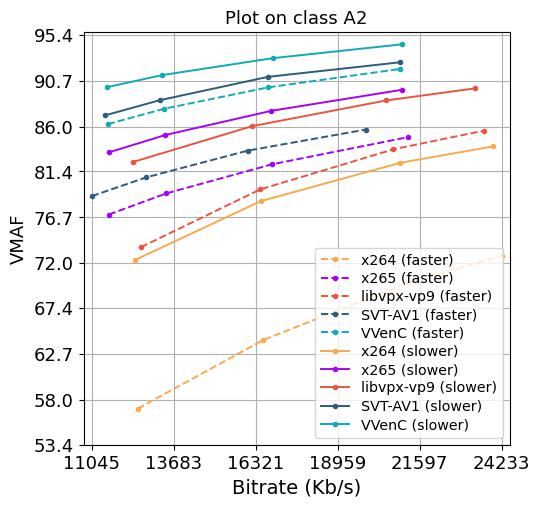 Plot on class A2
95.4
90.7
86.0
81.4
76.7
72.0
67.4
62.7
58.0
53.4
VMAF
x264 (faster)
x265 (faster)
libvpx-vp9 (faster)
SVT-AV1 (faster)
VVenC (faster)
x264 (slower)
x265 (slower)
libvpx-vp9 (slower)
SVT-AV1 (slower)
VVenC (slower)
11045 13683 16321 18959 21597 24233
Bitrate (Kb/s)